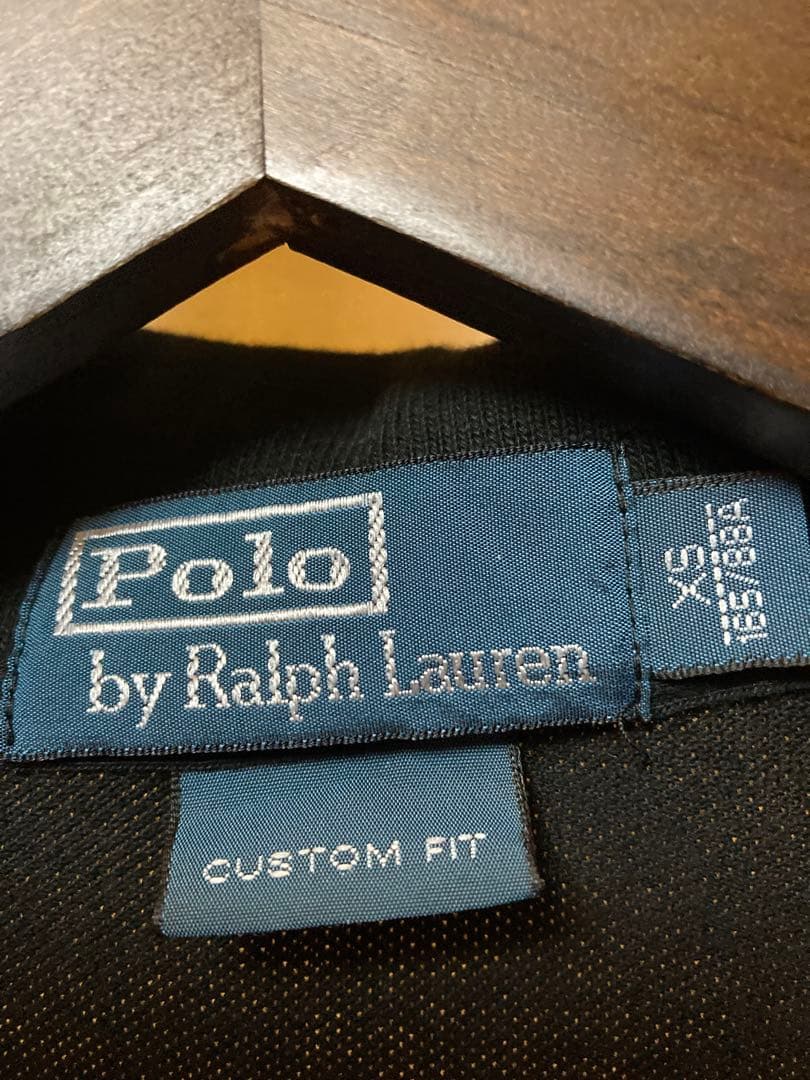 Polo
by Ralph Lauren
XS
165/88A
CUSTOM FIT